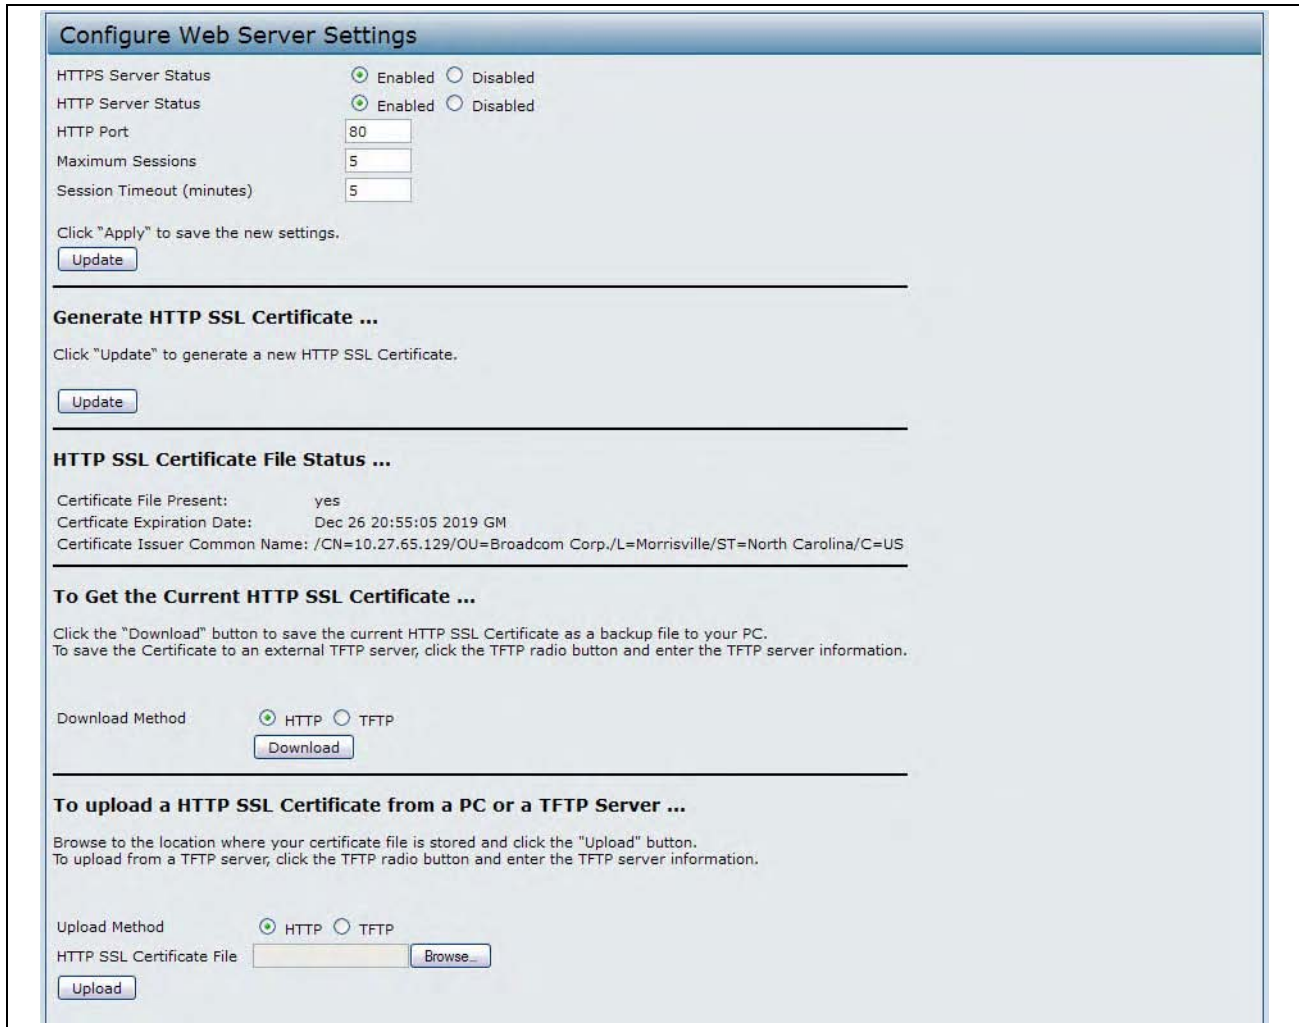 Configure Web Server Settings
HTTPS Server Status Enabled Disabled
HTTP Server Status Enabled Disabled
HTTP Port 80
Maximum Sessions 5
Session Timeout (minutes) 5
Click "Apply" to save the new settings.
Update
Generate HTTP SSL Certificate ...
Click "Update" to generate a new HTTP SSL Certificate.
Update
HTTP SSL Certificate File Status ...
Certificate File Present: yes
Certficate Expiration Date: Dec 26 20:55:05 2019 GM
Certificate Issuer Common Name: /CN=10.27.65.129/OU=Broadcom Corp./L=Morrisville/ST=North Carolina/C=US
To Get the Current HTTP SSL Certificate ...
Click the "Download" button to save the current HTTP SSL Certificate as a backup file to your PC.
To save the Certificate to an external TFTP server, click the TFTP radio button and enter the TFTP server information.
Download Method HTTP TFTP
Download
To upload a HTTP SSL Certificate from a PC or a TFTP Server ...
Browse to the location where your certificate file is stored and click the "Upload" button.
To upload from a TFTP server, click the TFTP radio button and enter the TFTP server information.
Upload Method HTTP TFTP
HTTP SSL Certificate File Browse...
Upload